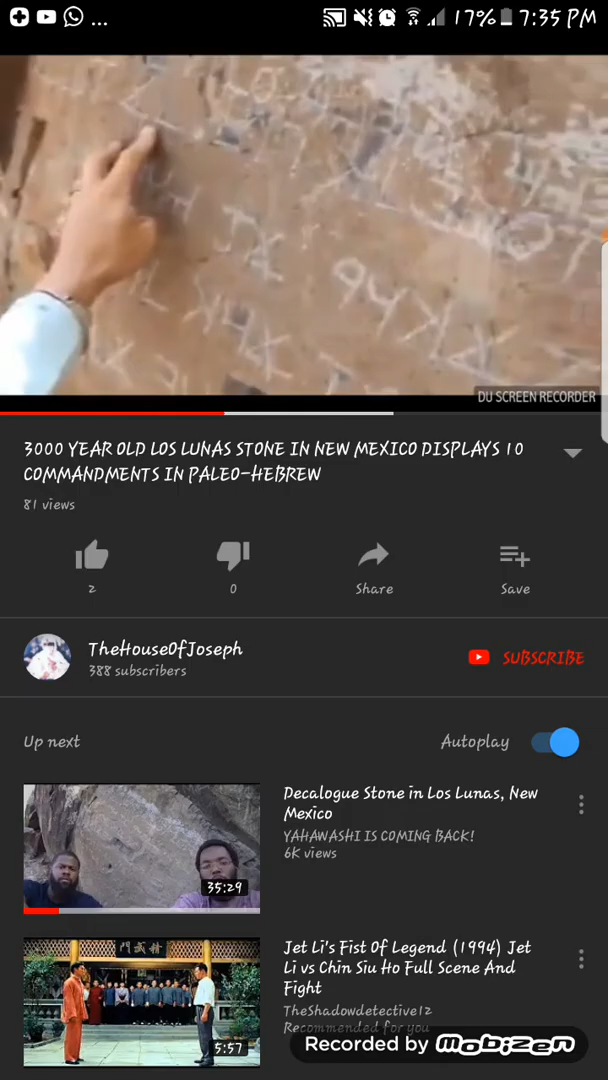 ... 17% 7:35 PM
DU SCREEN RECORDER
3000 YEAR OLD LOS LUNAS STONE IN NEW MEXICO DISPLAYS 10
COMMANDMENTS IN PALEO-HEBREW
81 views
2 0 Share Save
TheHouseOfJoseph
388 subscribers
SUBSCRIBE
Up next Autoplay
Decalogue Stone in Los Lunas, New
Mexico
YAHAWASHI IS COMING BACK!
6K views
35:29
Jet Li's Fist Of Legend (1994) Jet
Li vs Chin Siu Ho Full Scene And
Fight
TheShadowdetective12
Recommended for you
5:57
Recorded by mobizen